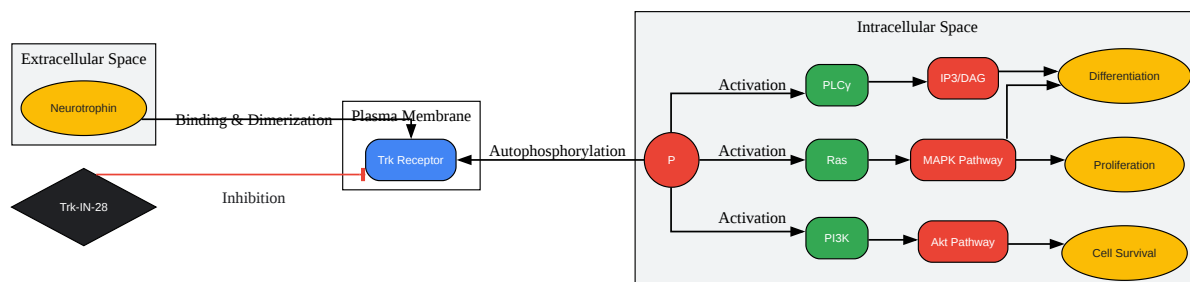 Extracellular Space
Neurotrophin
Binding & Dimerization
Trk-IN-28
Inhibition
Plasma Membrane
Trk Receptor
Autophosphorylation
Intracellular Space
P
Activation
PLCγ
IP3/DAG
Differentiation
Activation
Ras
MAPK Pathway
Proliferation
Activation
PI3K
Akt Pathway
Cell Survival